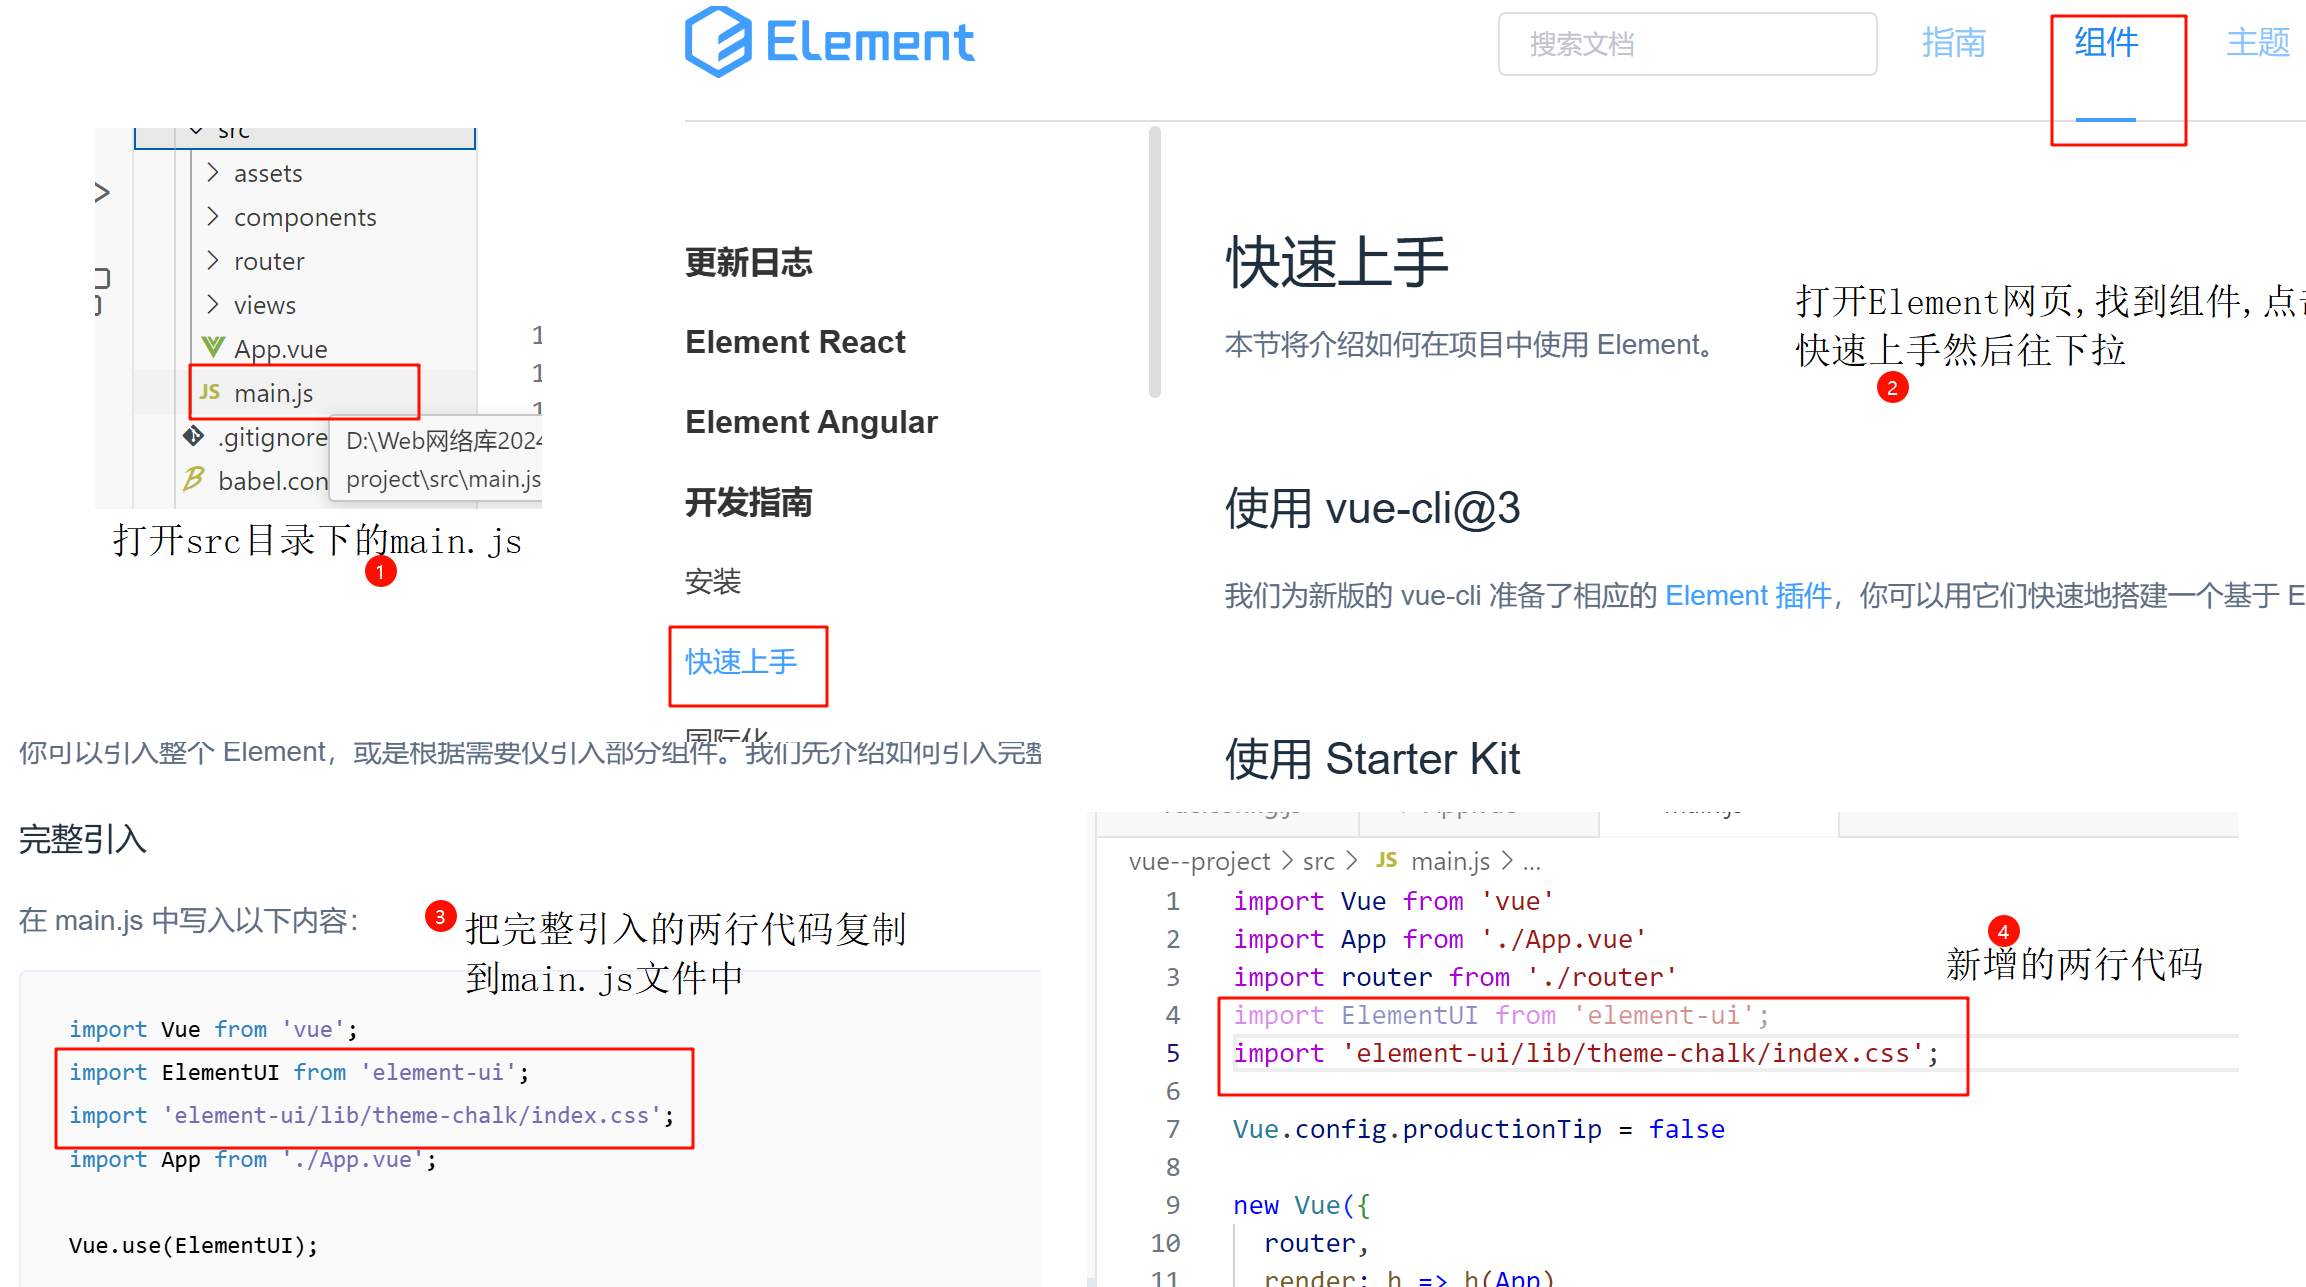 Element
搜索文档
指南
组件
主题
src
assets
components
router
views
App.vue
main.js
.gitignore
babel.con
D:\Web网络库2024
project\src\main.js
1
1
1
打开src目录下的main.js
1
更新日志
Element React
Element Angular
开发指南
安装
快速上手
国际化
快速上手
本节将介绍如何在项目中使用 Element。
打开Element网页,找到组件,点击
快速上手然后往下拉
2
使用 vue-cli@3
我们为新版的 vue-cli 准备了相应的 Element 插件，你可以用它们快速地搭建一个基于 E
使用 Starter Kit
你可以引入整个 Element，或是根据需要仅引入部分组件。我们先介绍如何引入完整
完整引入
在 main.js 中写入以下内容：
3
把完整引入的两行代码复制
到main.js文件中
import Vue from 'vue';
import ElementUI from 'element-ui';
import 'element-ui/lib/theme-chalk/index.css';
import App from './App.vue';
Vue.use(ElementUI);
vue.config.js
App.vue
main.js
vue--project > src > JS main.js > ...
1 import Vue from 'vue'
2 import App from './App.vue'
3 import router from './router'
4 import ElementUI from 'element-ui';
5 import 'element-ui/lib/theme-chalk/index.css';
6
7 Vue.config.productionTip = false
8
9 new Vue({
10 router,
11 render: h => h(App)
4
新增的两行代码